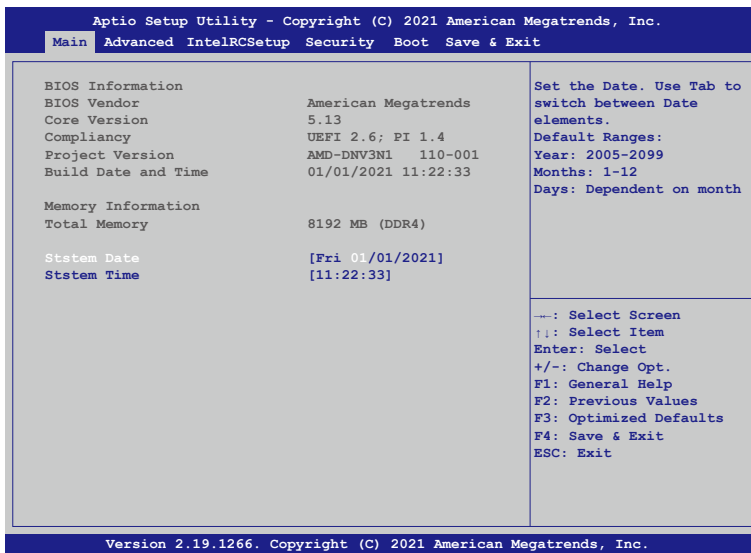 Aptio Setup Utility - Copyright (C) 2021 American Megatrends, Inc.
Main Advanced IntelRCSetup Security Boot Save & Exit
BIOS Information
BIOS Vendor American Megatrends
Core Version 5.13
Compliancy UEFI 2.6; PI 1.4
Project Version AMD-DNV3N1 110-001
Build Date and Time 01/01/2021 11:22:33
Memory Information
Total Memory 8192 MB (DDR4)
Ststem Date [Fri 01/01/2021]
Ststem Time [11:22:33]
Set the Date. Use Tab to
switch between Date
elements.
Default Ranges:
Year: 2005-2099
Months: 1-12
Days: Dependent on month
→←: Select Screen
↑↓: Select Item
Enter: Select
+/-: Change Opt.
F1: General Help
F2: Previous Values
F3: Optimized Defaults
F4: Save & Exit
ESC: Exit
Version 2.19.1266. Copyright (C) 2021 American Megatrends, Inc.